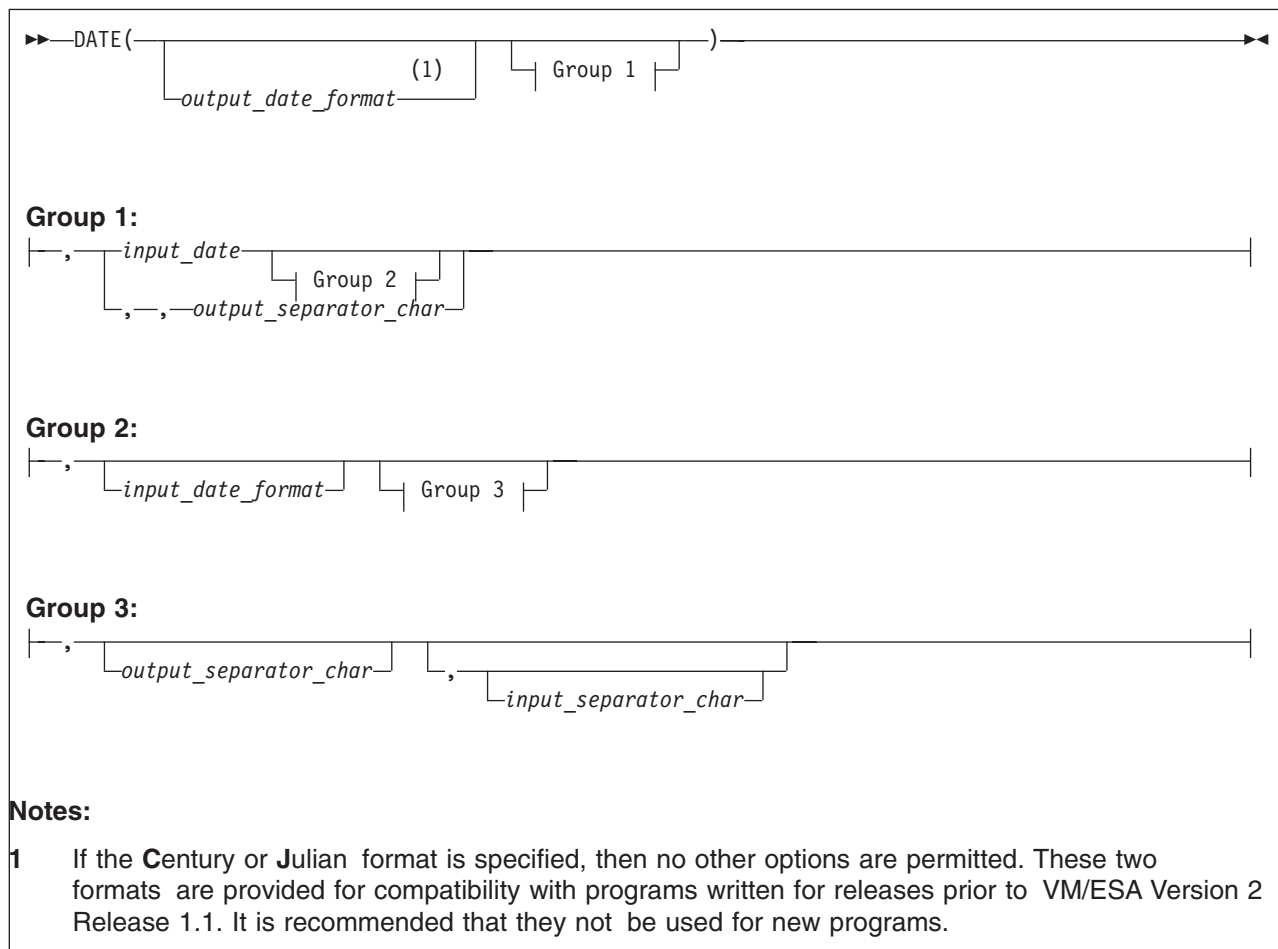 DATE( output_date_format (1) Group 1 )
Group 1:
, input_date Group 2
, , output_separator_char
Group 2:
, input_date_format Group 3
Group 3:
, output_separator_char , input_separator_char
Notes:
1 If the Century or Julian format is specified, then no other options are permitted. These two
formats are provided for compatibility with programs written for releases prior to VM/ESA Version 2
Release 1.1. It is recommended that they not be used for new programs.